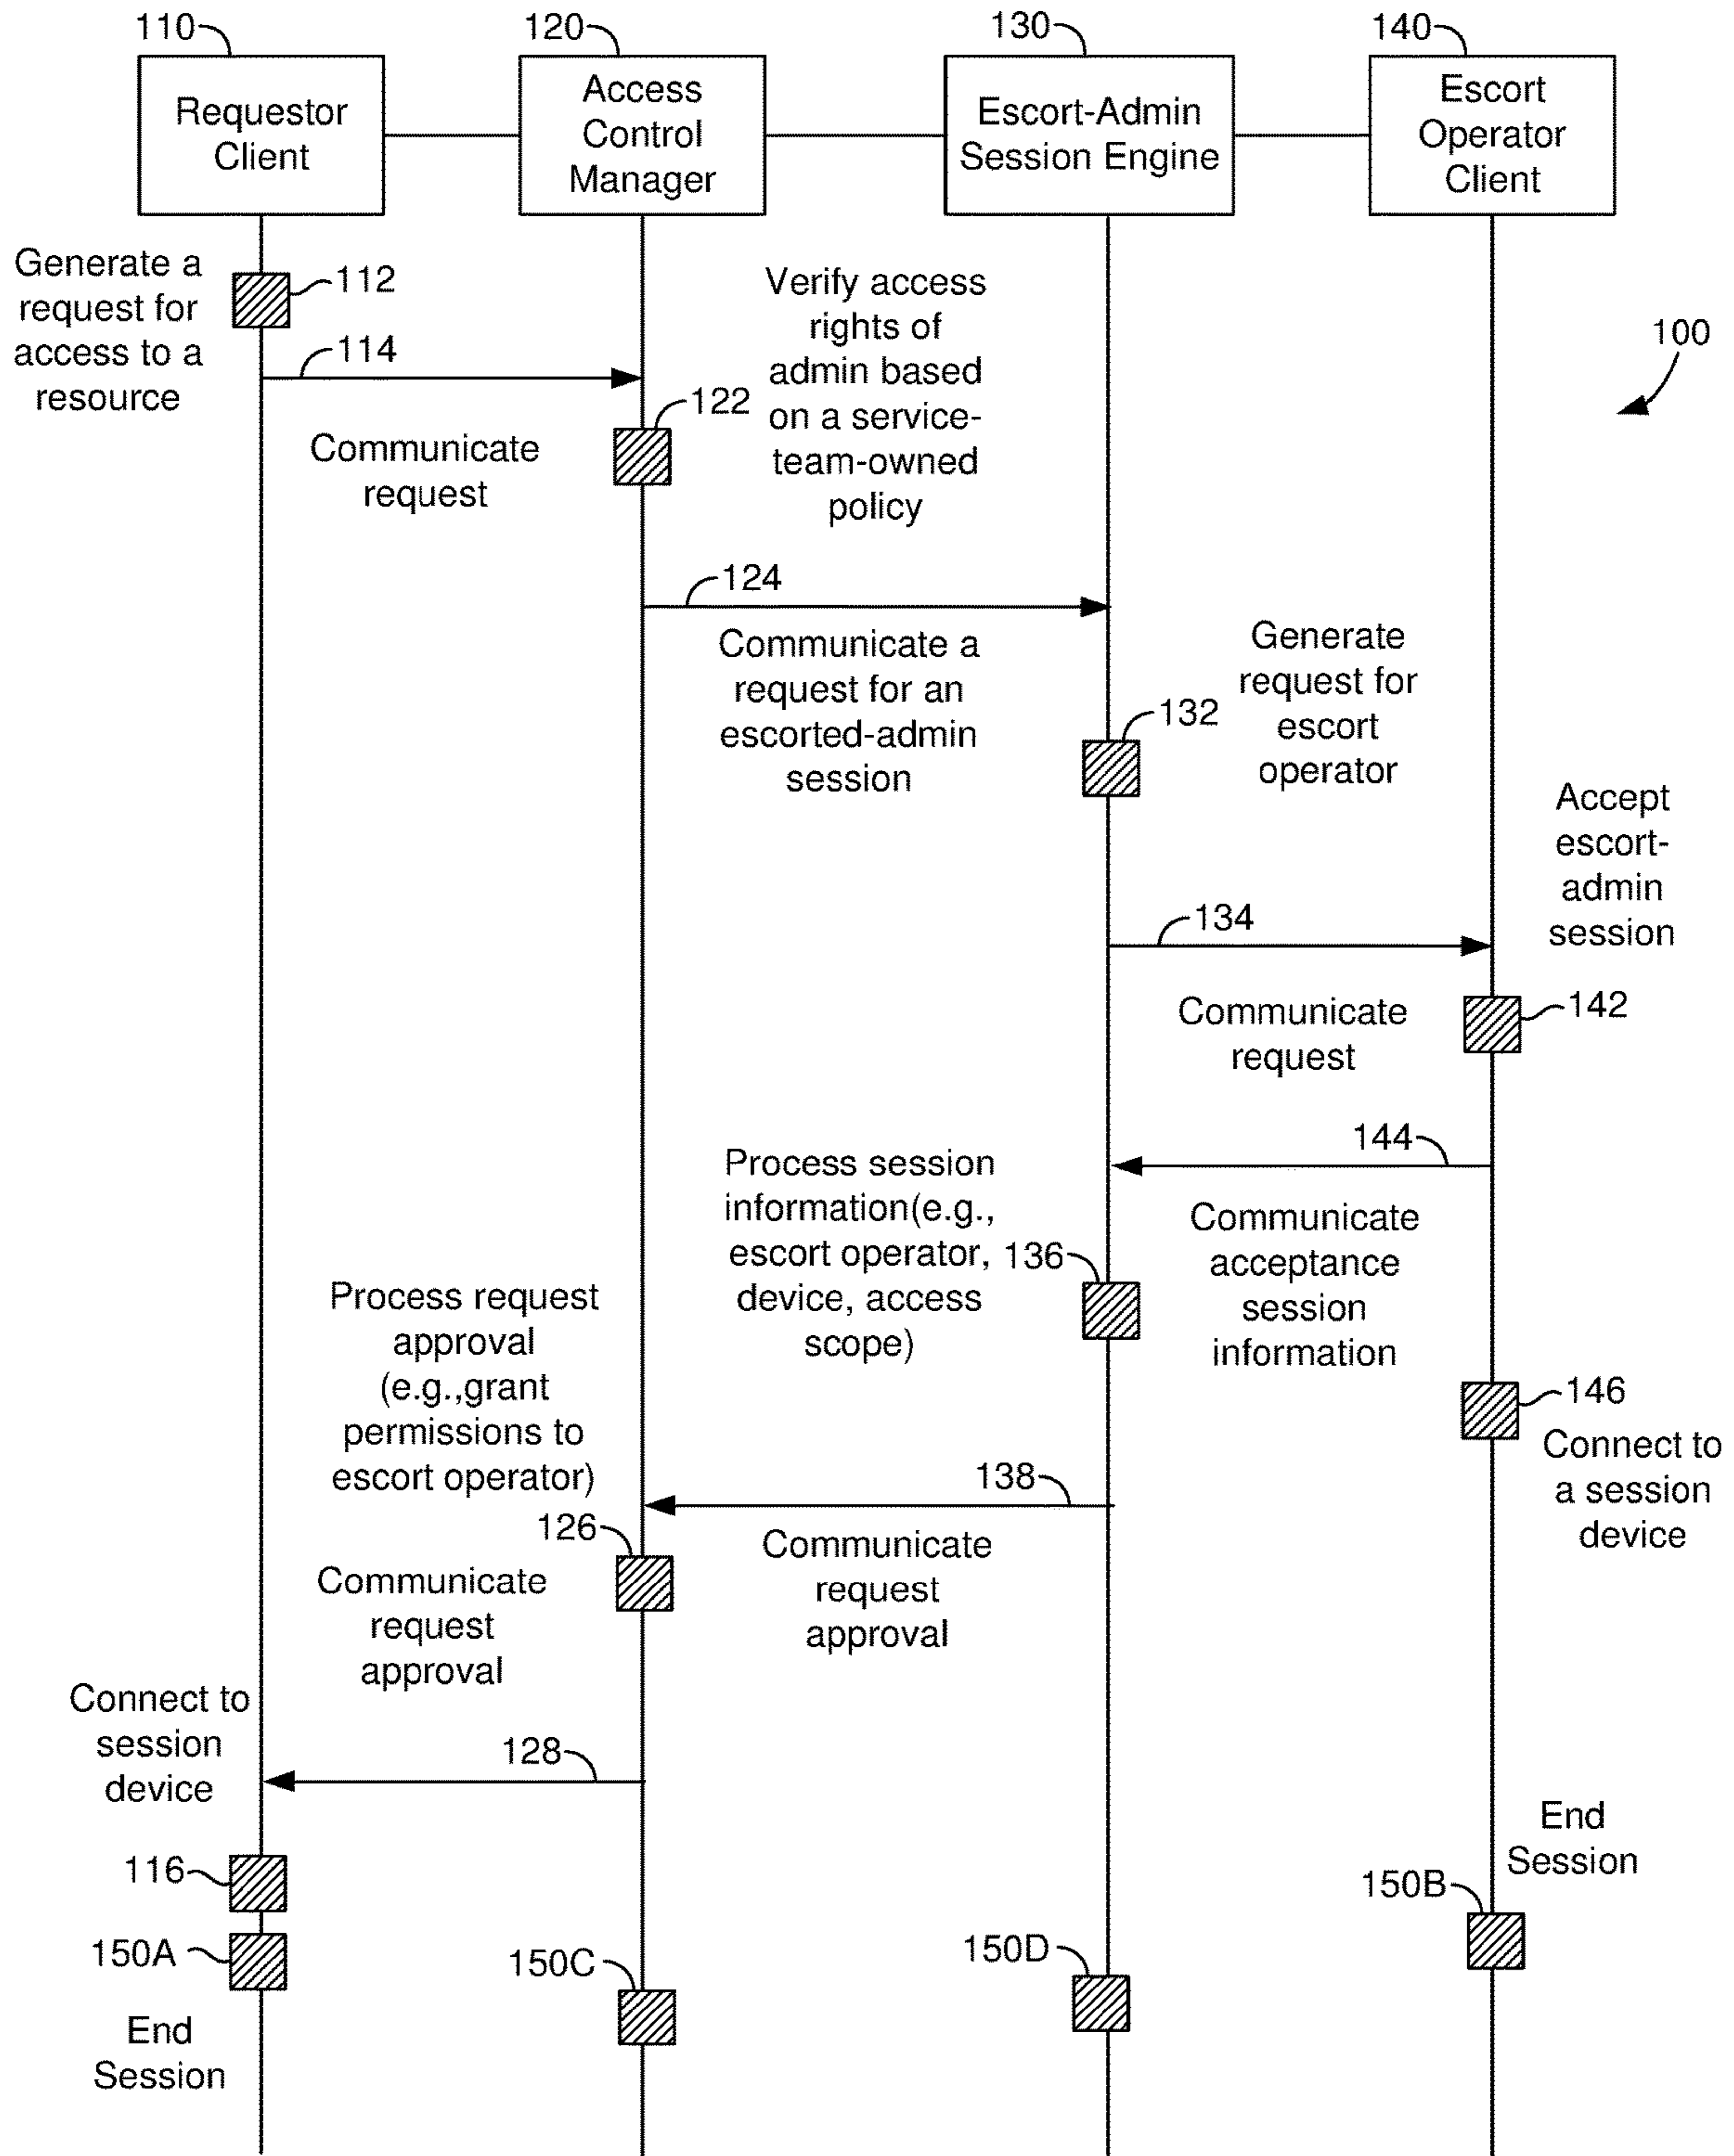 110
120
130
140
Requestor
Client
Access
Control
Manager
Escort-Admin
Session Engine
Escort
Operator
Client
Generate a
request for
access to a
resource
112
114
Communicate
request
122
Verify access
rights of
admin based
on a service-
team-owned
policy
100
124
Communicate a
request for an
escorted-admin
session
Generate
request for
escort
operator
132
Accept
escort-
admin
session
134
Communicate
request
142
144
Communicate
acceptance
session
information
Process session
information(e.g.,
escort operator,
device, access
scope)
136
146
Connect to
a session
device
Process request
approval
(e.g.,grant
permissions to
escort operator)
138
Communicate
request
approval
126
Communicate
request
approval
Connect to
session
device
128
116
150A
End
Session
150C
150D
End
Session
150B